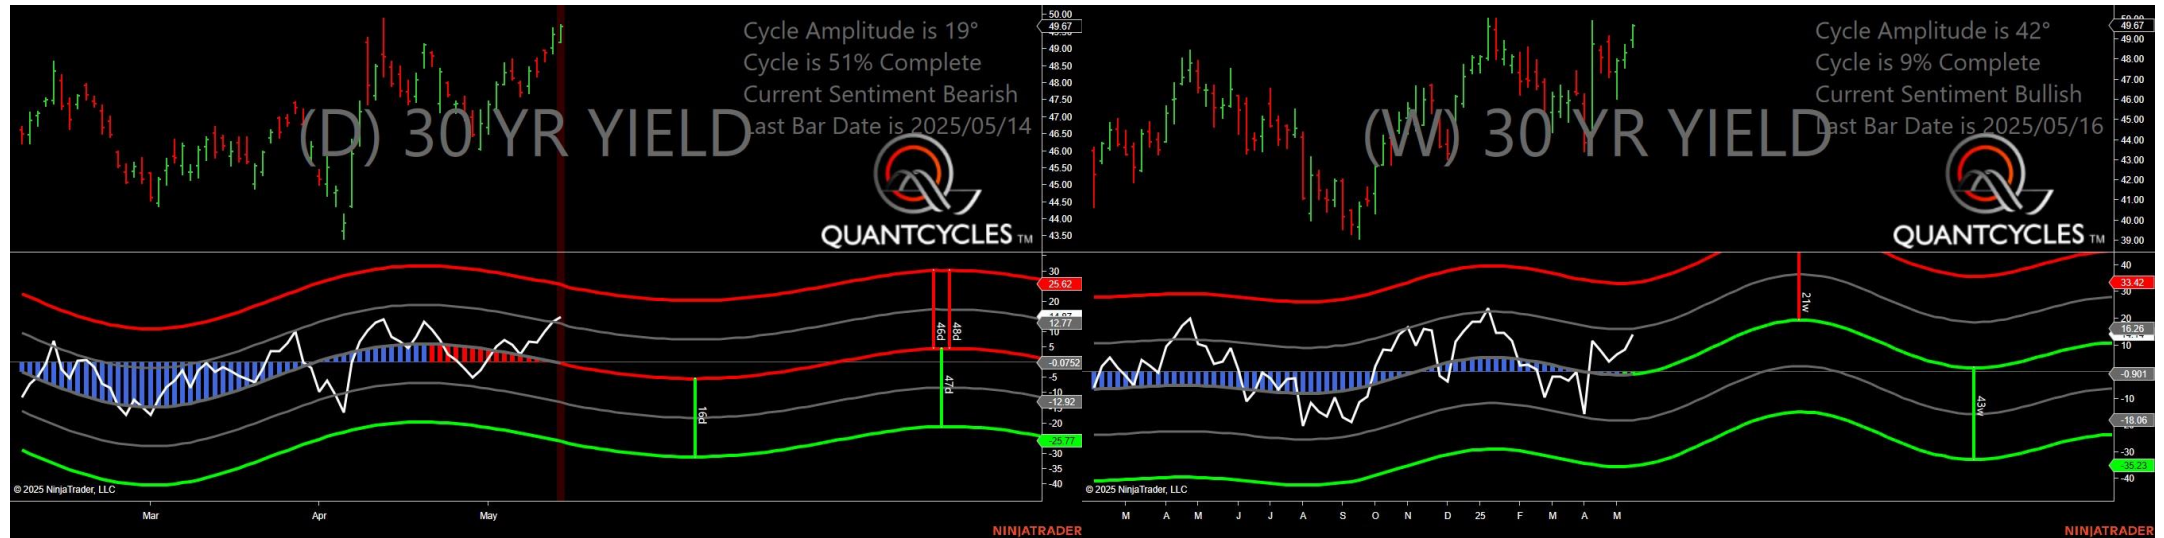 Cycle Amplitude is 19°
Cycle is 51% Complete
Current Sentiment Bearish
Last Bar Date is 2025/05/14
(D) 30 YR YIELD
QUANTCYCLES TM
50.00
49.67
49.00
48.50
48.00
47.50
47.00
46.50
46.00
45.50
45.00
44.50
44.00
43.50
30
25.62
20
12.77
10
5
-0.0752
-5
-10
-12.92
-20
-25.77
-30
-35
-40
46d
48d
47d
16d
© 2025 NinjaTrader, LLC
Mar
Apr
May
NINJATRADER
Cycle Amplitude is 42°
Cycle is 9% Complete
Current Sentiment Bullish
Last Bar Date is 2025/05/16
(W) 30 YR YIELD
QUANTCYCLES TM
49.67
49.00
48.00
47.00
46.00
45.00
44.00
43.00
42.00
41.00
40.00
39.00
40
33.42
30
20
16.26
10
-0.901
-10
-18.06
-30
-35.23
-40
21w
43w
© 2025 NinjaTrader, LLC
M
A
M
J
J
A
S
O
N
D
25
F
M
A
M
NINJATRADER